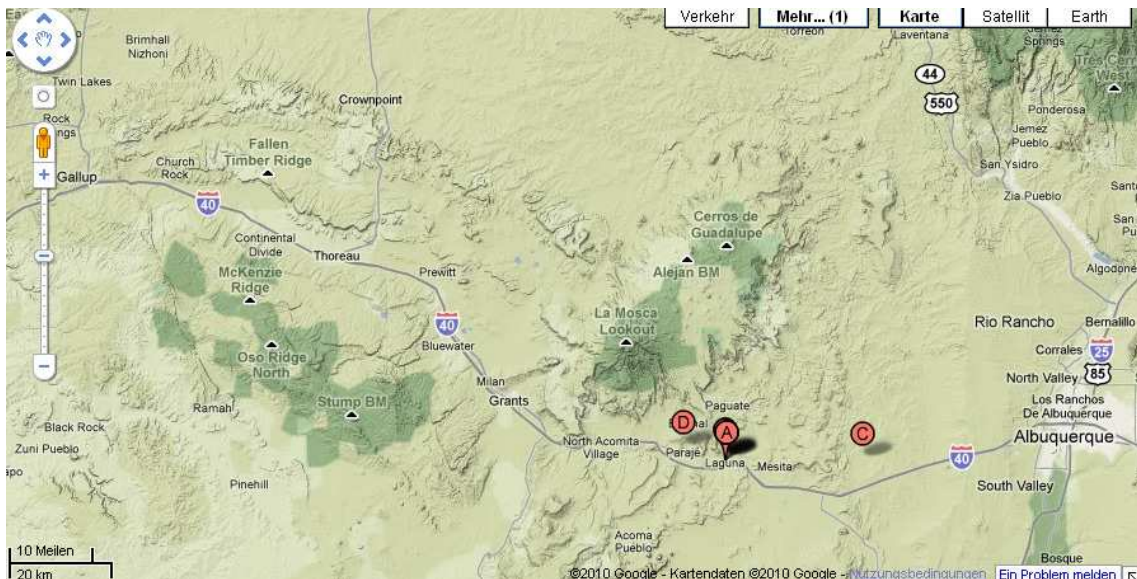 Verkehr
Mehr... (1)
Karte
Satellit
Earth
Torreon
Laventana
Jemez
Springs
West
Brimhall
Nizhoni
Twin Lakes
Crownpoint
44
550
Ponderosa
Jemez
Pueblo
San Ysidro
Zia Pueblo
Rock
Fallen
Timber Ridge
Church
Rock
Gallup
40
Continental
Divide
Thoreau
McKenzie
Ridge
Prewitt
Cerros de
Guadalupe
Alejan BM
Algodone
La Mosca
Lookout
40
Bluewater
Oso Ridge
North
Rio Rancho
Bernalillo
Corrales
25
85
North Valley
Los Ranchos
De Albuquerque
Albuquerque
Milan
Grants
Stump BM
Ramah
Black Rock
Zuni Pueblo
Pinehill
Paguate
D
A
C
North Acomita
Village
Paraje
Laguna
Mesita
40
South Valley
Acoma
Pueblo
Bosque
10 Meilen
20 km
©2010 Google - Kartendaten ©2010 Google - Nutzungsbedingungen
Ein Problem melden